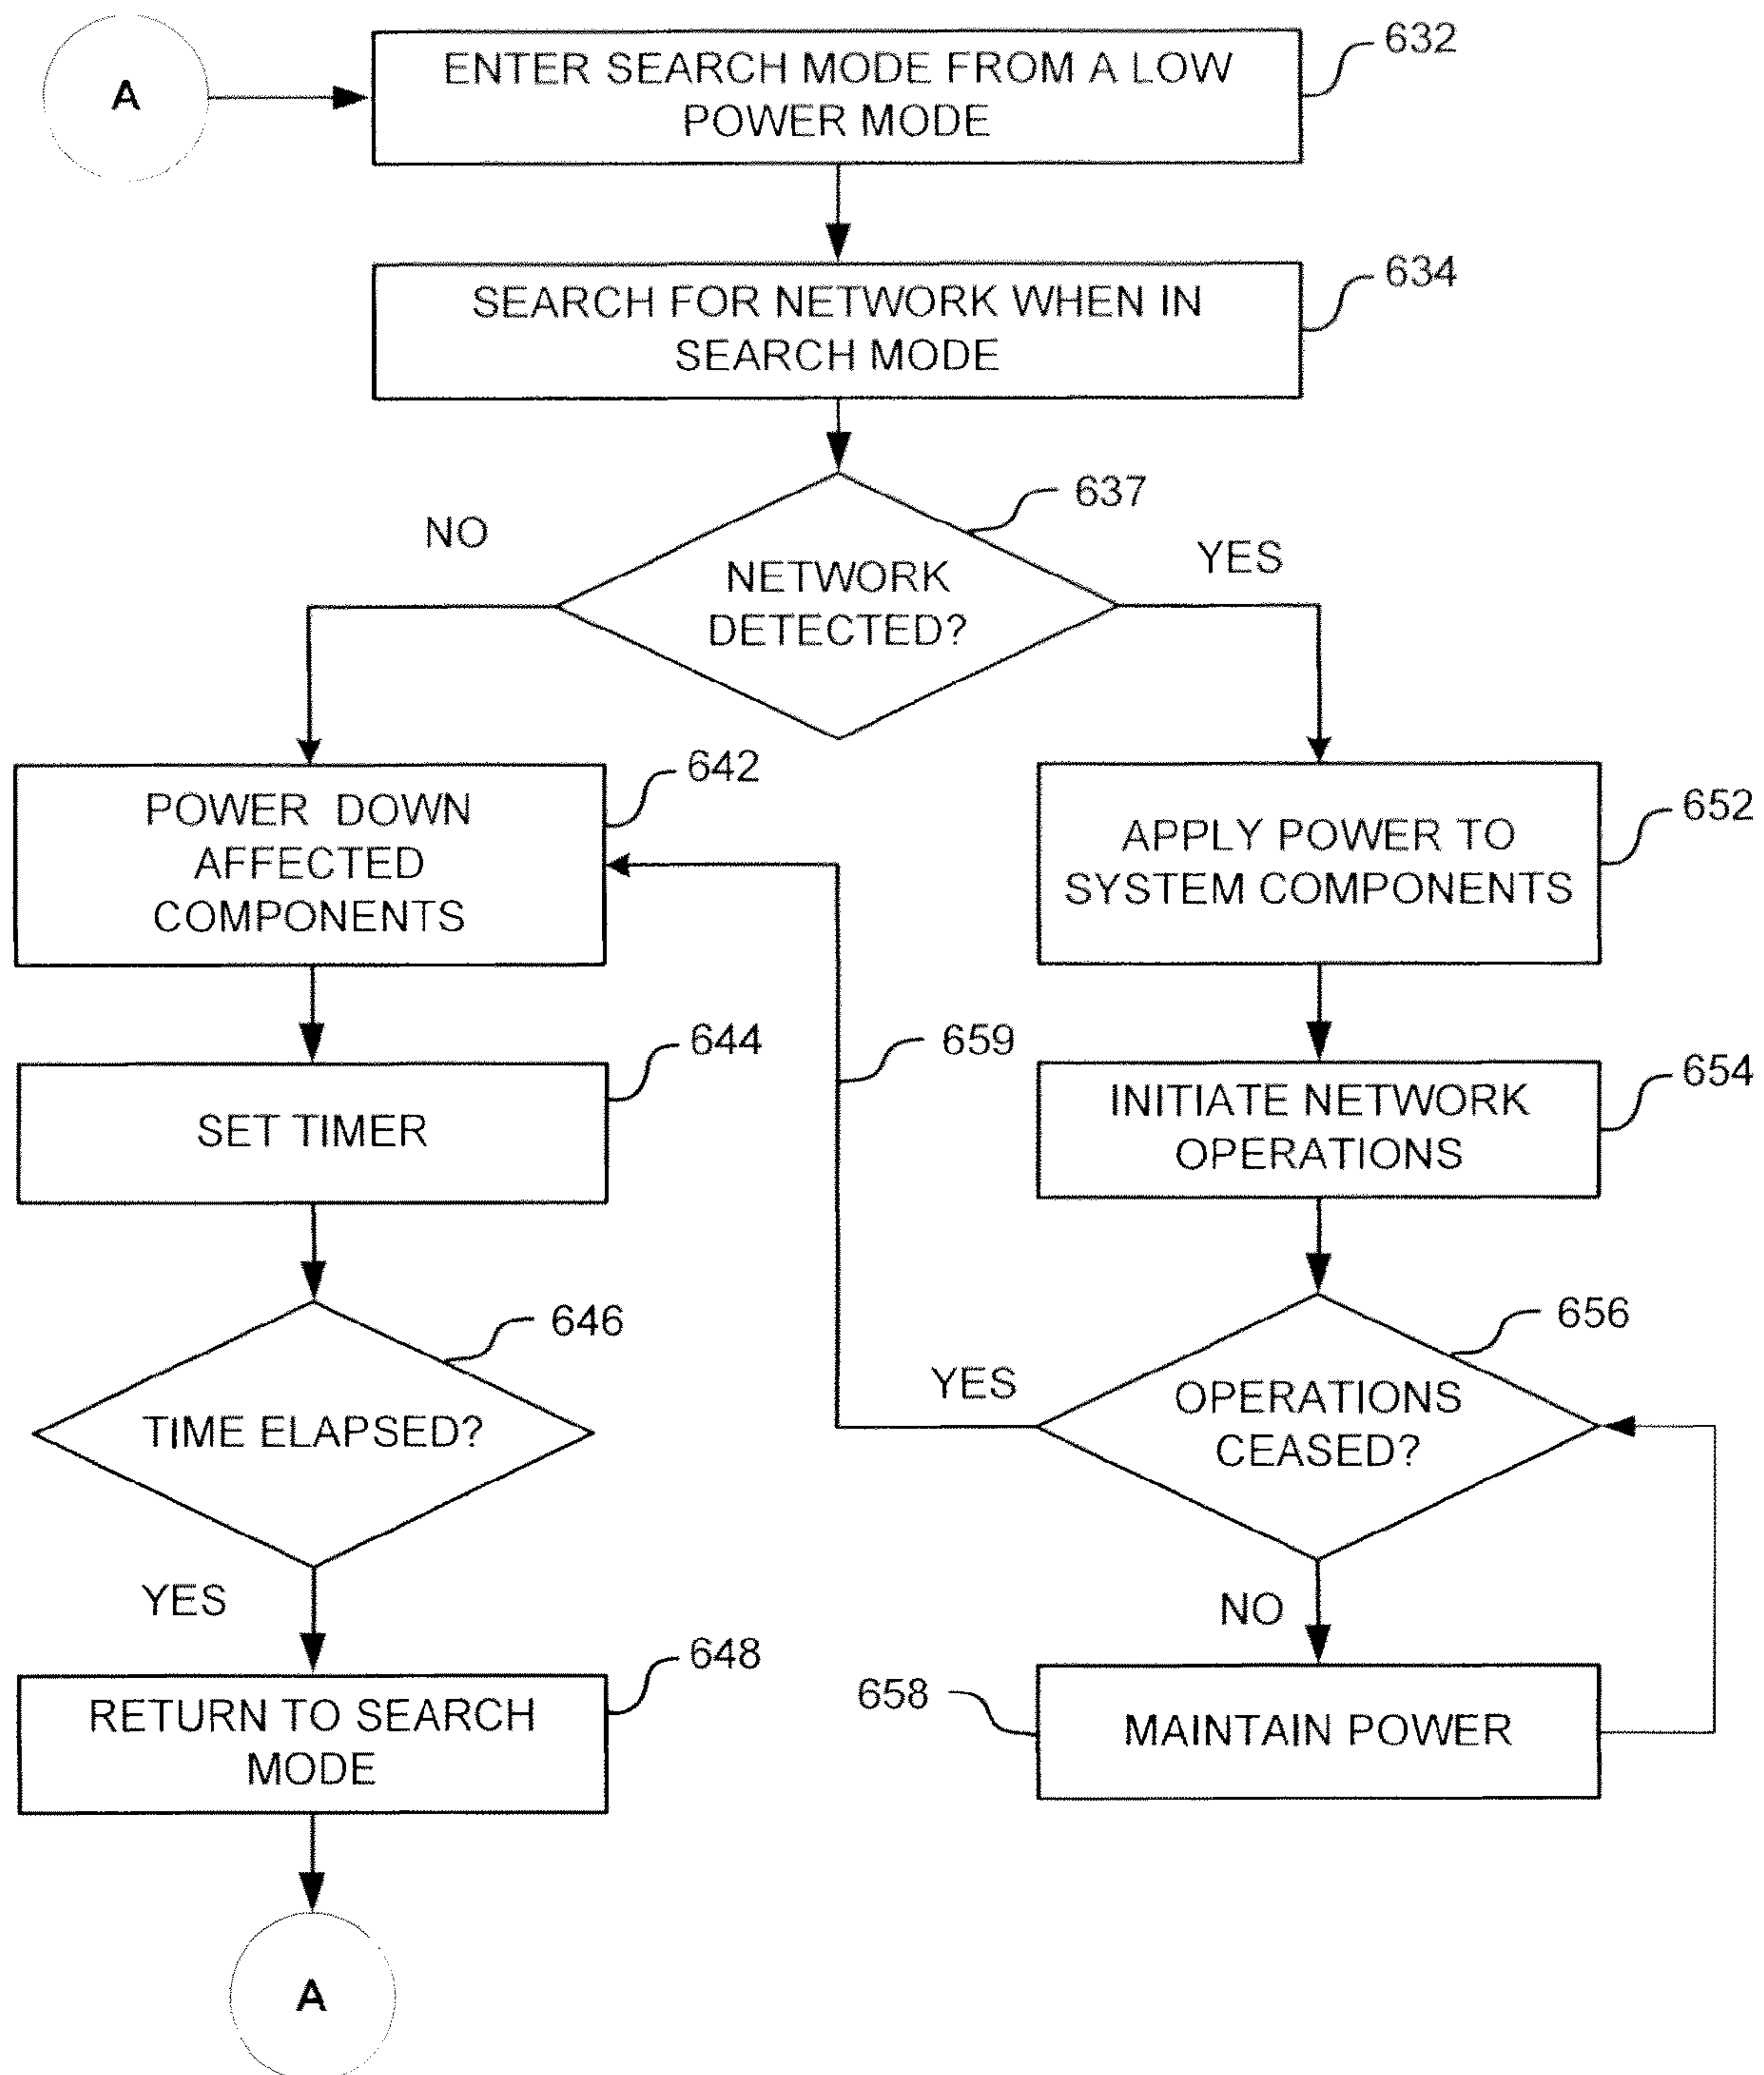 A
ENTER SEARCH MODE FROM A LOW
POWER MODE
632
SEARCH FOR NETWORK WHEN IN
SEARCH MODE
634
NETWORK
DETECTED?
637
NO
YES
POWER DOWN
AFFECTED
COMPONENTS
642
APPLY POWER TO
SYSTEM COMPONENTS
652
SET TIMER
644
659
INITIATE NETWORK
OPERATIONS
654
TIME ELAPSED?
646
OPERATIONS
CEASED?
656
YES
YES
NO
RETURN TO SEARCH
MODE
648
658
MAINTAIN POWER
A